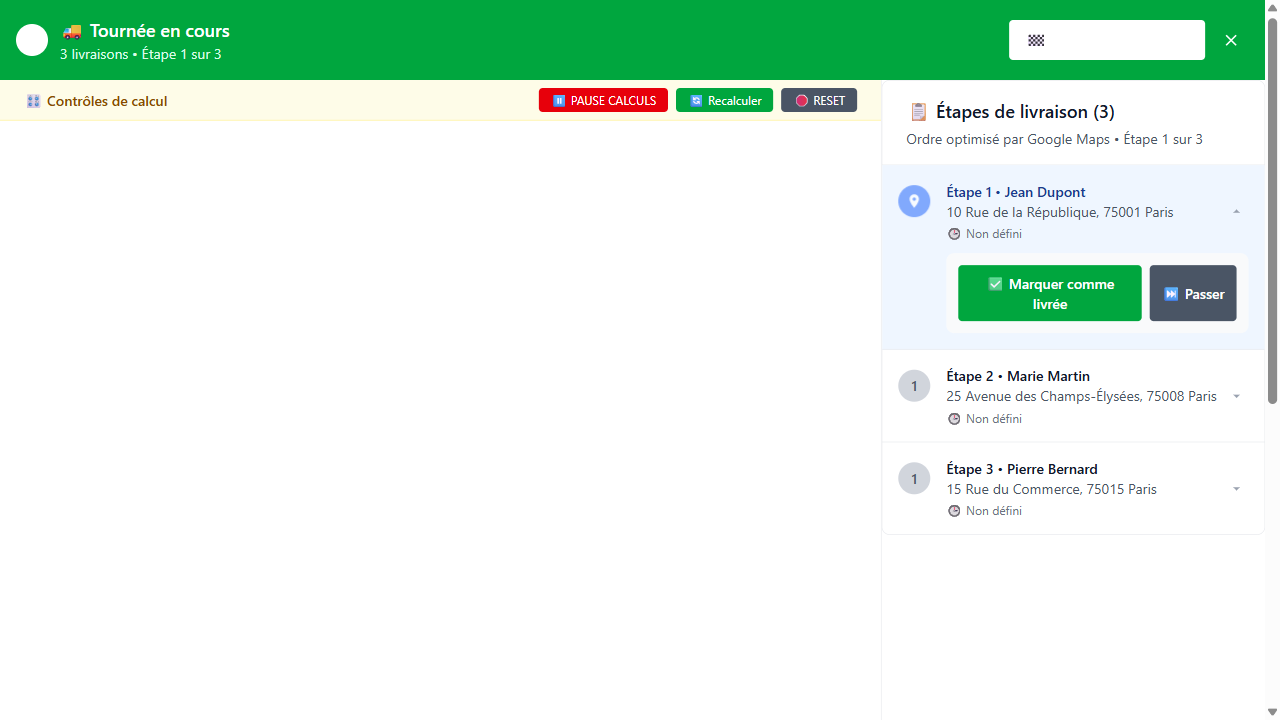 🚚 Tournée en cours
3 livraisons • Étape 1 sur 3
🏁
✕
🎛️ Contrôles de calcul
⏸️ PAUSE CALCULS
🔄 Recalculer
🛑 RESET
📋 Étapes de livraison (3)
Ordre optimisé par Google Maps • Étape 1 sur 3
Étape 1 • Jean Dupont
10 Rue de la République, 75001 Paris
🕒 Non défini
✅ Marquer comme
livrée
⏭️ Passer
1
Étape 2 • Marie Martin
25 Avenue des Champs-Élysées, 75008 Paris
🕒 Non défini
1
Étape 3 • Pierre Bernard
15 Rue du Commerce, 75015 Paris
🕒 Non défini